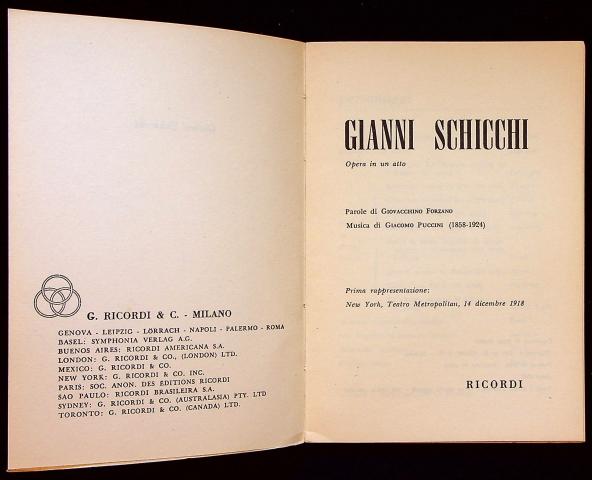 G. RICORDI & C. - MILANO
GENOVA - LEIPZIG - LÖRRACH - NAPOLI - PALERMO - ROMA
BASEL: SYMPHONIA VERLAG A.G.
BUENOS AIRES: RICORDI AMERICANA S.A.
LONDON: G. RICORDI & CO., (LONDON) LTD.
MEXICO: G. RICORDI & CO.
NEW YORK: G. RICORDI & CO. INC.
PARIS: SOC. ANON. DES ÉDITIONS RICORDI
SAO PAULO: RICORDI BRASILEIRA S.A.
SYDNEY: G. RICORDI & CO. (AUSTRALASIA) PTY. LTD
TORONTO: G. RICORDI & CO. (CANADA) LTD.
GIANNI SCHICCHI
Opera in un atto
Parole di GIOVACCHINO FORZANO
Musica di GIACOMO PUCCINI (1858-1924)
Prima rappresentazione:
New York, Teatro Metropolitan, 14 dicembre 1918
RICORDI